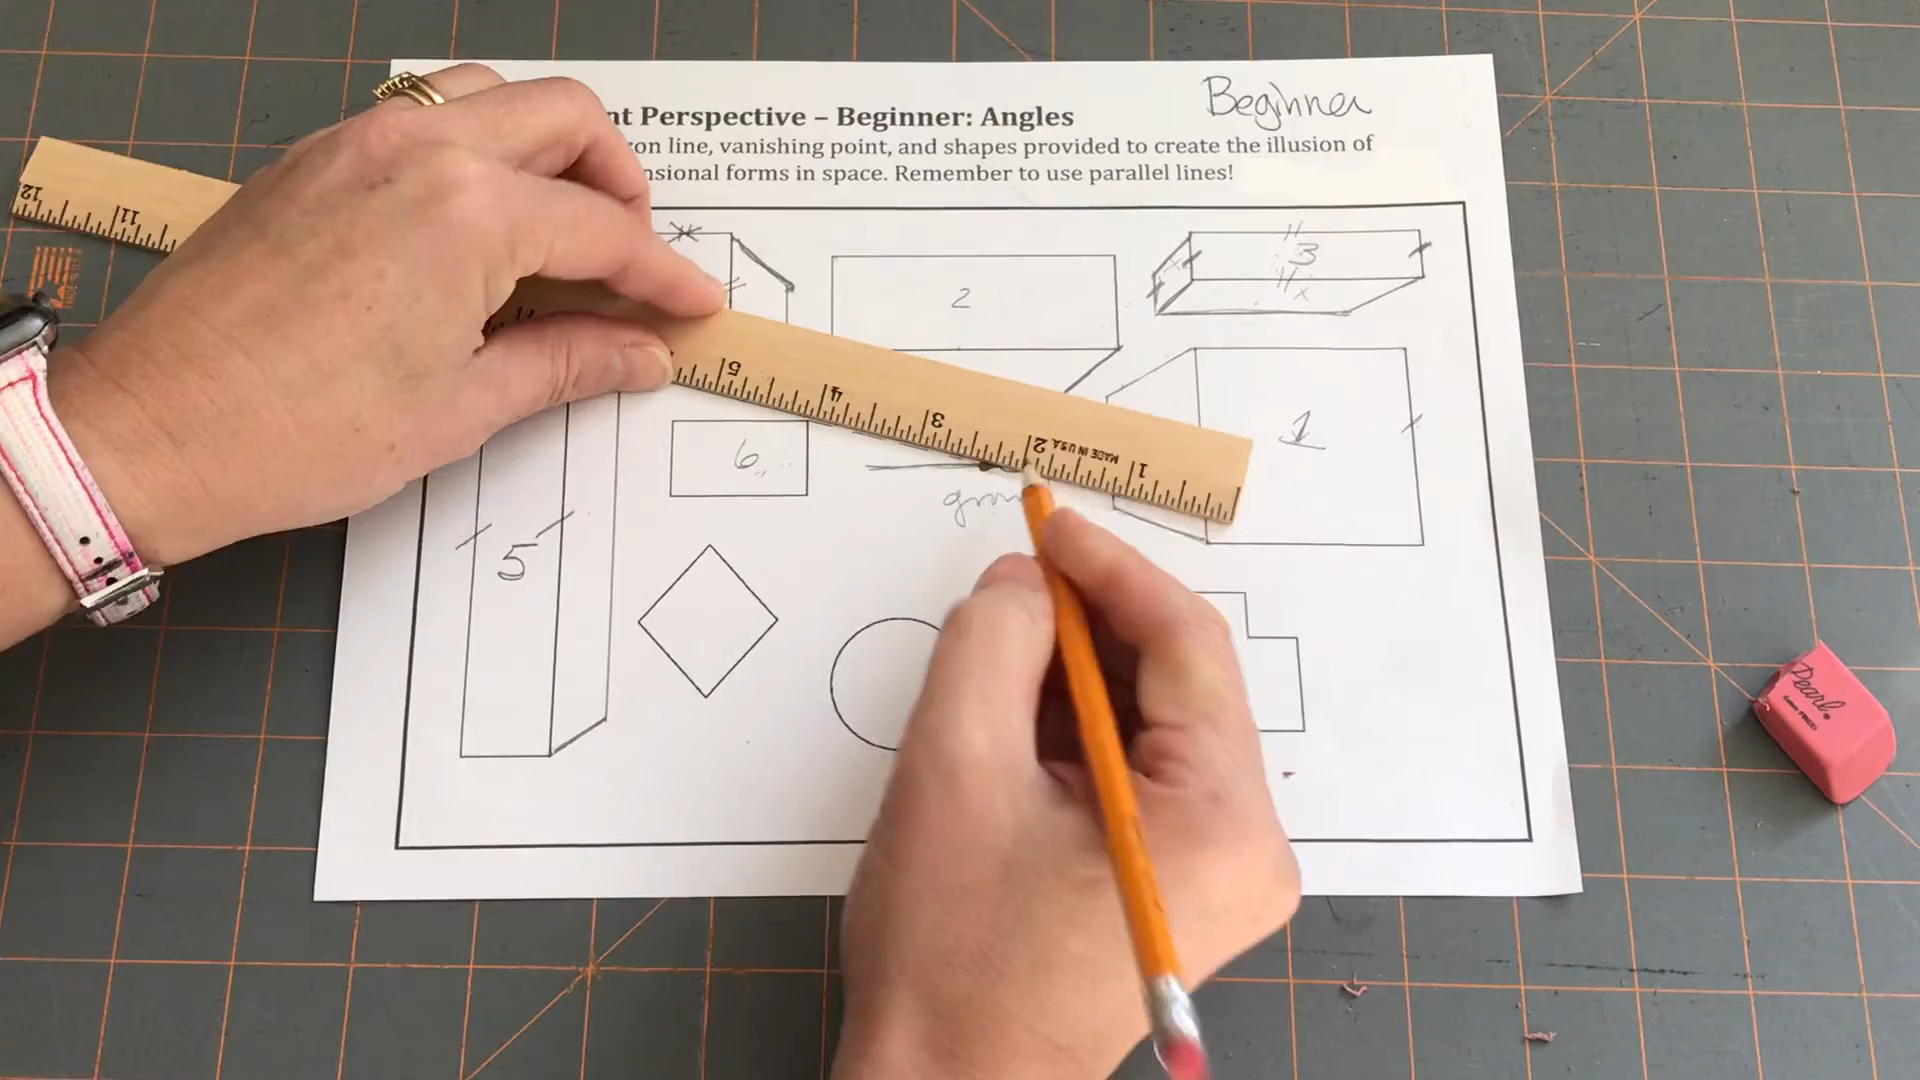 Beginner
nt Perspective – Beginner: Angles
on line, vanishing point, and shapes provided to create the illusion of
nsional forms in space. Remember to use parallel lines!
12 11 5 4 3 2 MADE IN U.S.A. 1
2
3
1
6
5
Pearl.